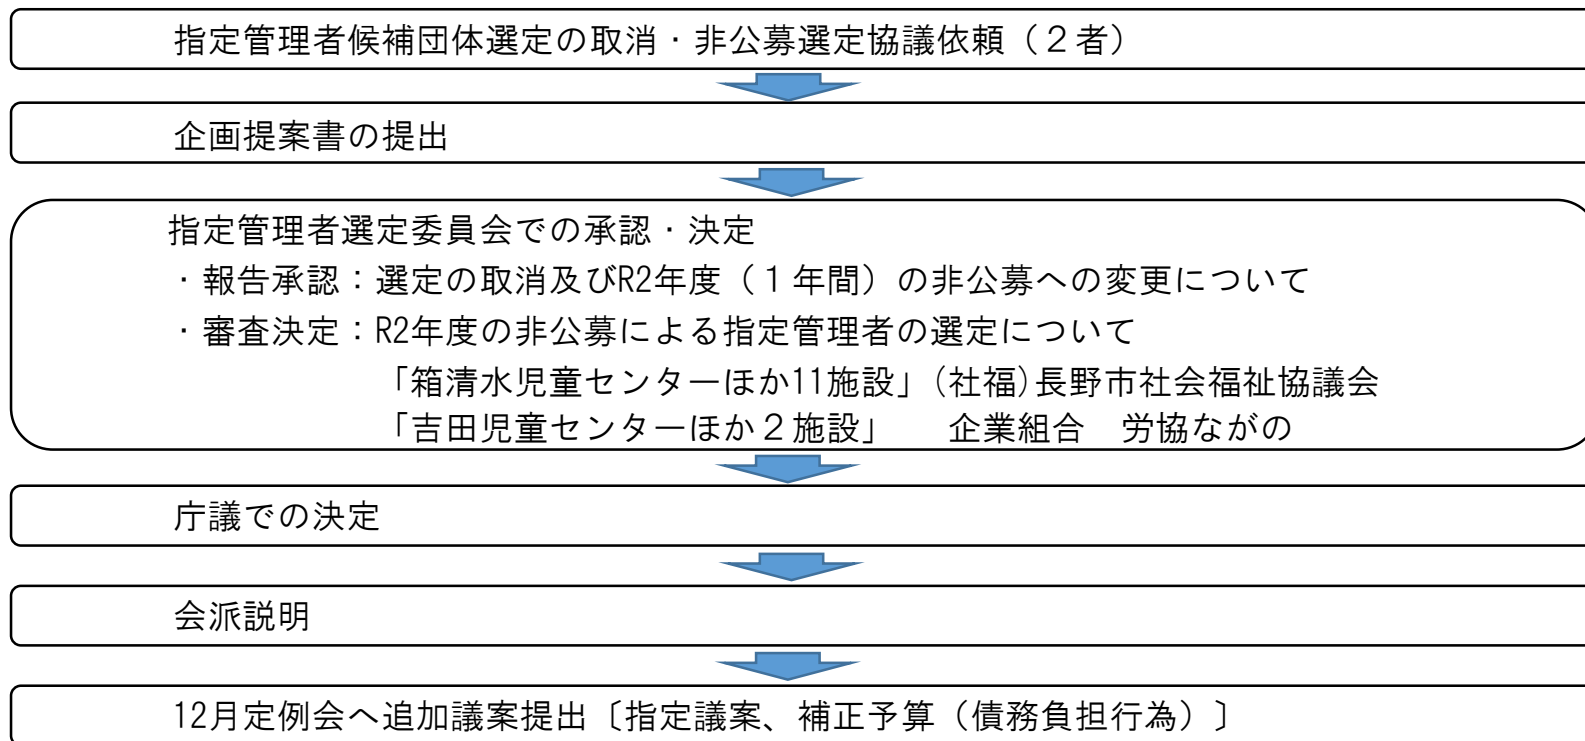 指定管理者候補団体選定の取消・非公募選定協議依頼（２者）
企画提案書の提出
指定管理者選定委員会での承認・決定
・報告承認：選定の取消及びR2年度（１年間）の非公募への変更について
・審査決定：R2年度の非公募による指定管理者の選定について
「箱清水児童センターほか11施設」(社福)長野市社会福祉協議会
「吉田児童センターほか２施設」　企業組合　労協ながの
庁議での決定
会派説明
12月定例会へ追加議案提出〔指定議案、補正予算（債務負担行為）〕